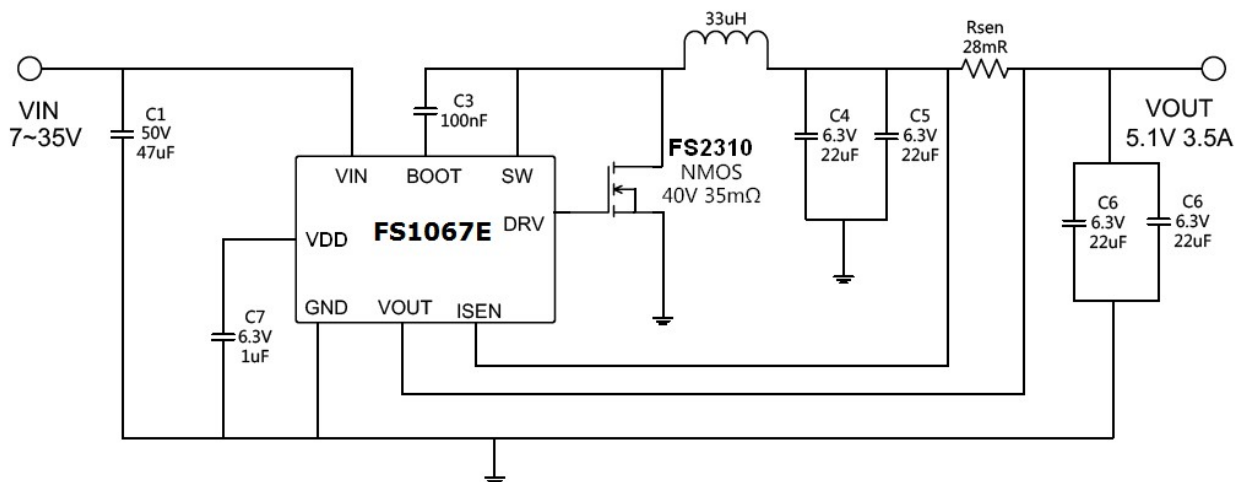 33uH
Rsen
28mR
VIN
7~35V
C1
50V
47uF
C3
100nF
FS2310
NMOS
40V 35mΩ
C4
6.3V
22uF
C5
6.3V
22uF
VOUT
5.1V 3.5A
VIN
BOOT
SW
FS1067E
DRV
VDD
GND
VOUT
ISEN
C6
6.3V
22uF
C6
6.3V
22uF
C7
6.3V
1uF